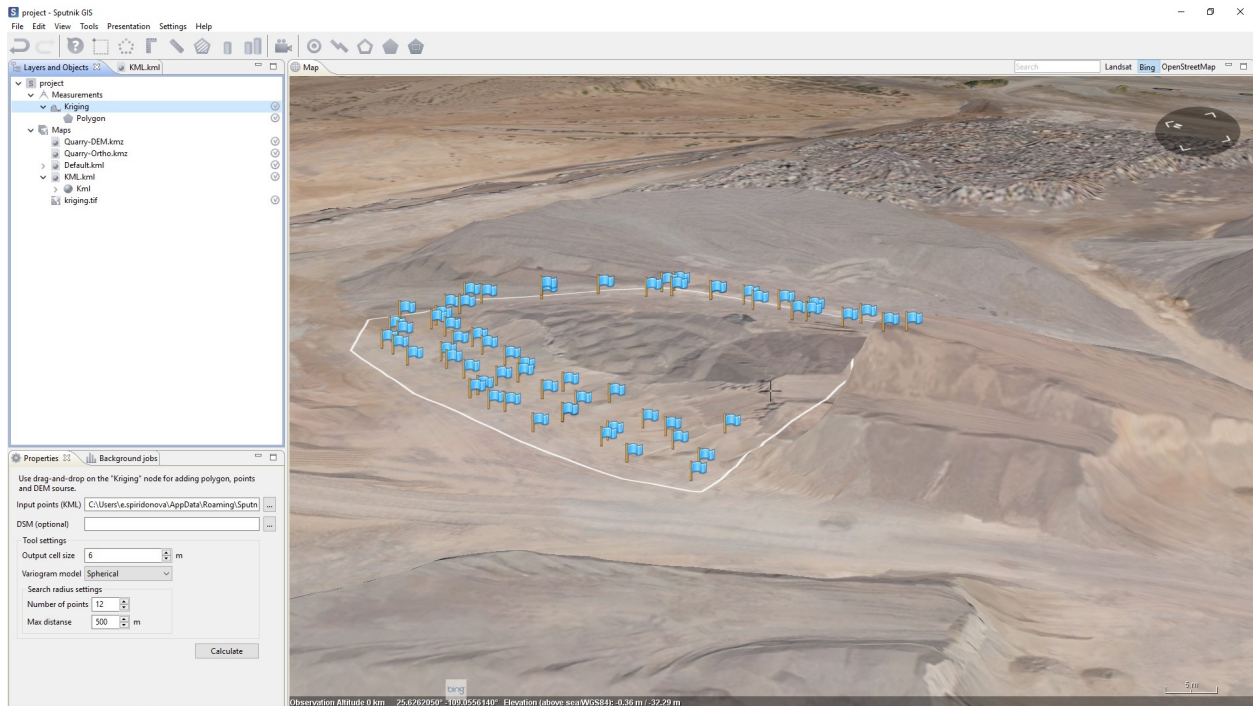 project - Sputnik GIS
File Edit View Tools Presentation Settings Help
Layers and Objects KML.kml
project
Measurements
Kriging
Polygon
Maps
Quarry-DEM.kmz
Quarry-Ortho.kmz
Default.kml
KML.kml
Kml
kriging.tif
Map Search Landsat Bing OpenStreetMap
Properties Background jobs
Use drag-and-drop on the "Kriging" node for adding polygon, points
and DEM sourse.
Input points (KML) C:\Users\e.spiridonova\AppData\Roaming\Sputn ...
DSM (optional) ...
Tool settings
Output cell size 6 m
Variogram model Spherical
Search radius settings
Number of points 12
Max distanse 500 m
Calculate
bing
5 m
Observation Altitude 0 km 25.6262050° -109.0556140° Elevation (above sea/WGS84): -0.36 m / -32.29 m